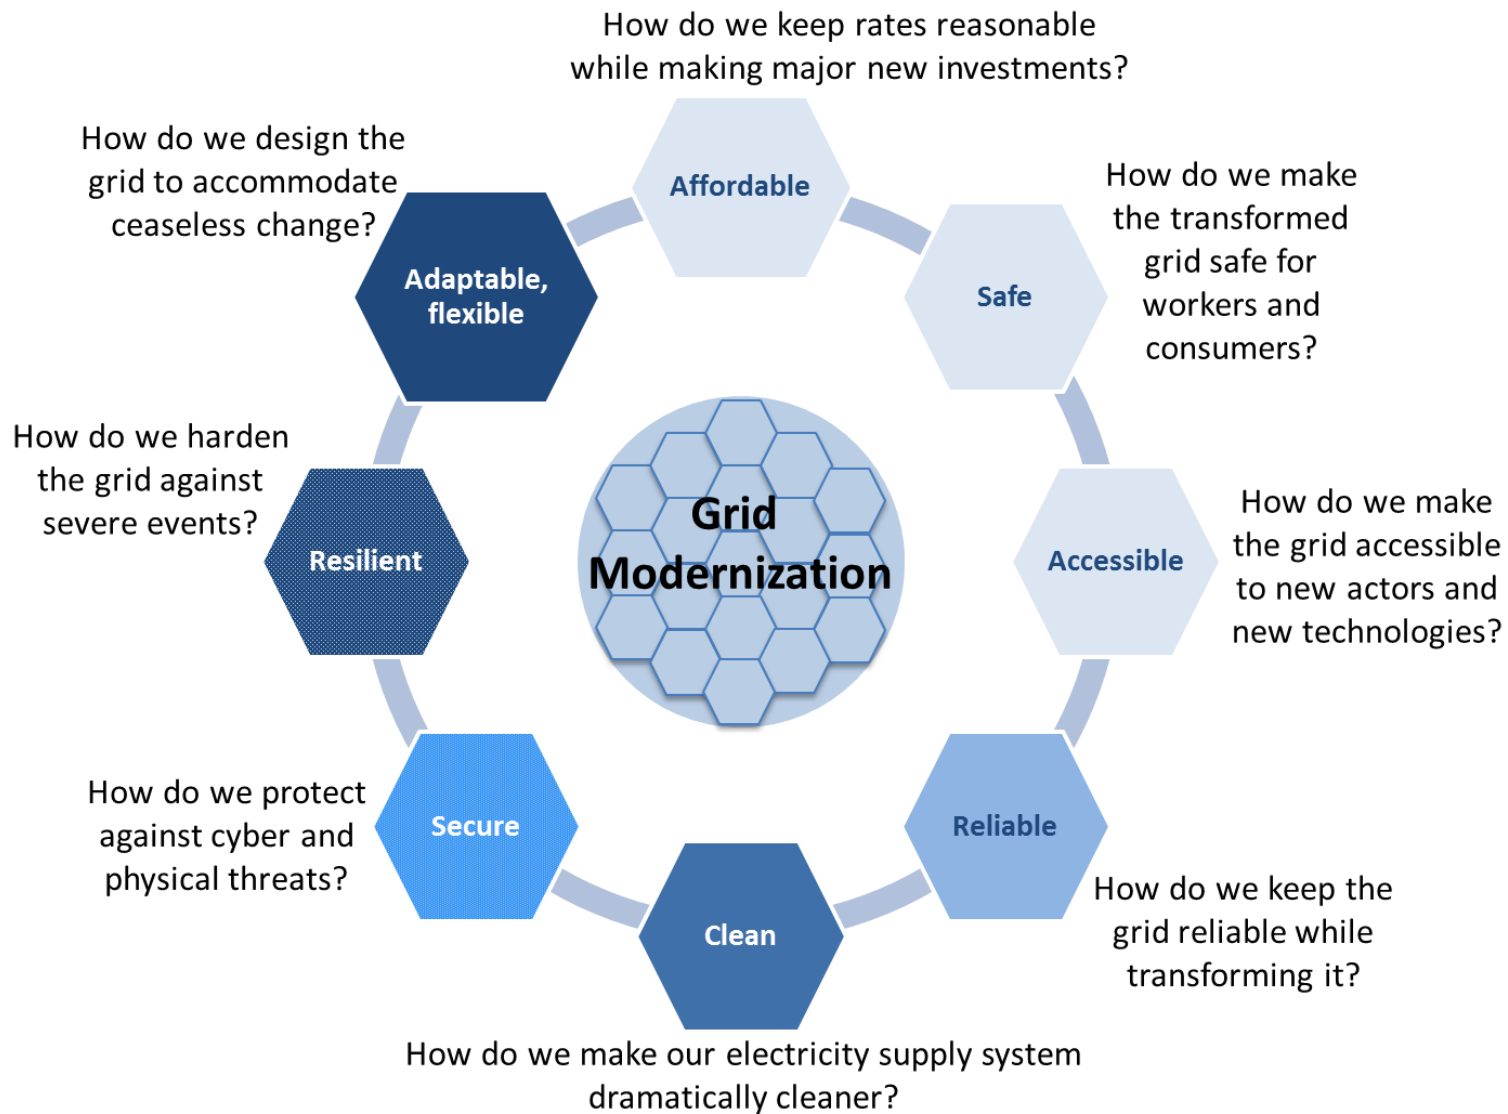 How do we keep rates reasonable
while making major new investments?
Affordable
How do we make
the transformed
grid safe for
workers and
consumers?
Safe
How do we make
the grid accessible
to new actors and
new technologies?
Accessible
Reliable
How do we keep the
grid reliable while
transforming it?
Clean
How do we make our electricity supply system
dramatically cleaner?
How do we protect
against cyber and
physical threats?
Secure
How do we harden
the grid against
severe events?
Resilient
How do we design the
grid to accommodate
ceaseless change?
Adaptable,
flexible
Grid
Modernization